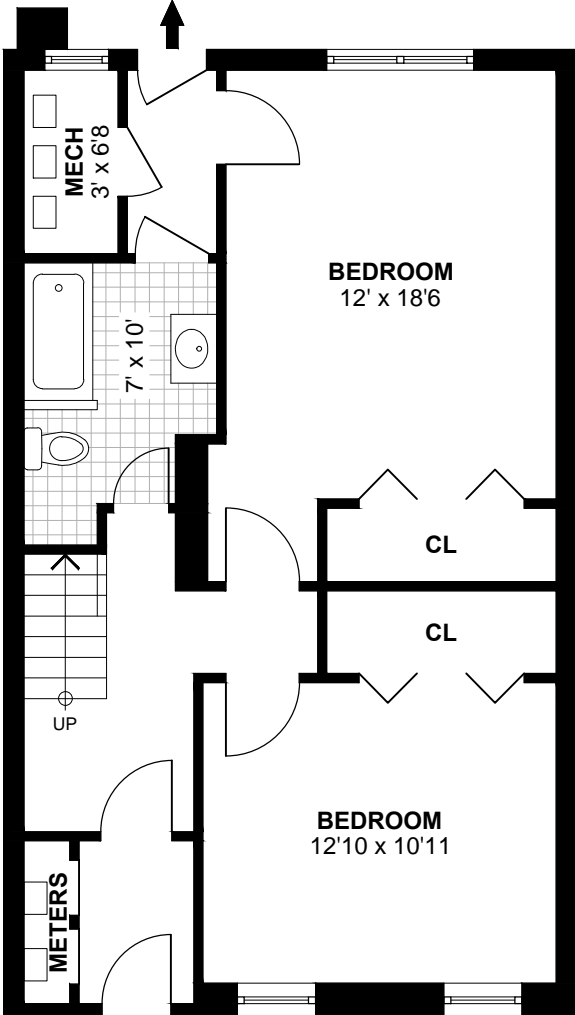 MECH
3' x 6'8
BEDROOM
12' x 18'6
7' x 10'
CL
CL
UP
BEDROOM
12'10 x 10'11
METERS